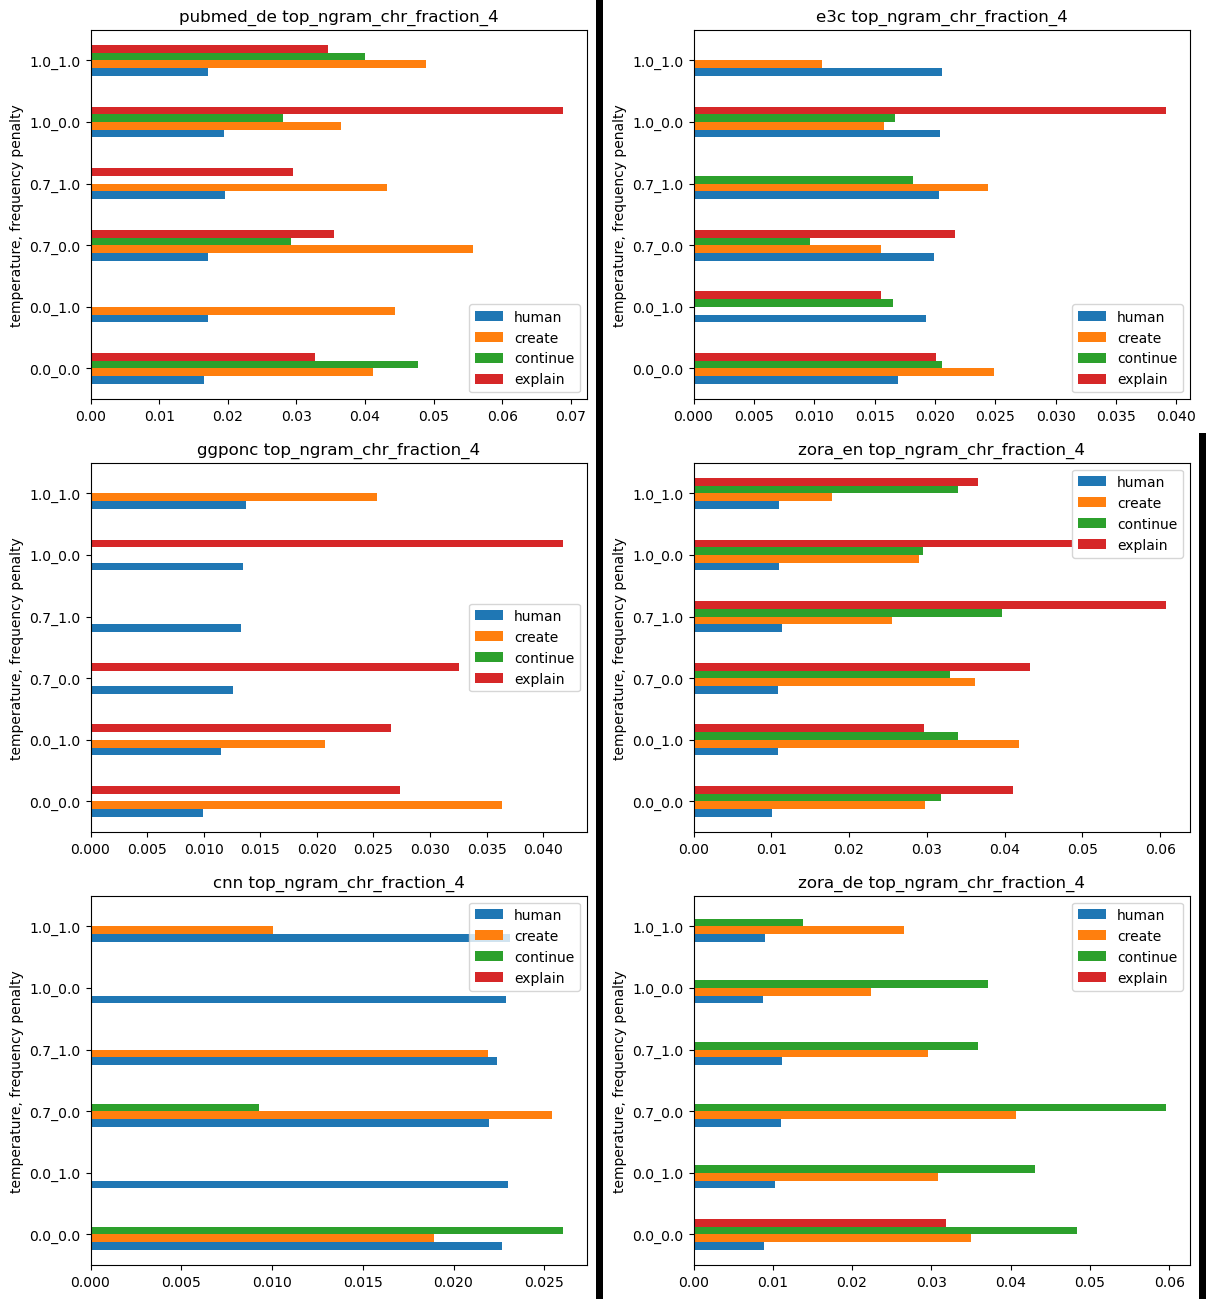 pubmed_de top_ngram_chr_fraction_4
temperature, frequency penalty
1.0_1.0
1.0_0.0
0.7_1.0
0.7_0.0
0.0_1.0
0.0_0.0
human
create
continue
explain
0.00 0.01 0.02 0.03 0.04 0.05 0.06 0.07
e3c top_ngram_chr_fraction_4
temperature, frequency penalty
1.0_1.0
1.0_0.0
0.7_1.0
0.7_0.0
0.0_1.0
0.0_0.0
human
create
continue
explain
0.000 0.005 0.010 0.015 0.020 0.025 0.030 0.035 0.040
ggponc top_ngram_chr_fraction_4
temperature, frequency penalty
1.0_1.0
1.0_0.0
0.7_1.0
0.7_0.0
0.0_1.0
0.0_0.0
human
create
continue
explain
0.000 0.005 0.010 0.015 0.020 0.025 0.030 0.035 0.040
zora_en top_ngram_chr_fraction_4
temperature, frequency penalty
1.0_1.0
1.0_0.0
0.7_1.0
0.7_0.0
0.0_1.0
0.0_0.0
human
create
continue
explain
0.00 0.01 0.02 0.03 0.04 0.05 0.06
cnn top_ngram_chr_fraction_4
temperature, frequency penalty
1.0_1.0
1.0_0.0
0.7_1.0
0.7_0.0
0.0_1.0
0.0_0.0
human
create
continue
explain
0.000 0.005 0.010 0.015 0.020 0.025
zora_de top_ngram_chr_fraction_4
temperature, frequency penalty
1.0_1.0
1.0_0.0
0.7_1.0
0.7_0.0
0.0_1.0
0.0_0.0
human
create
continue
explain
0.00 0.01 0.02 0.03 0.04 0.05 0.06